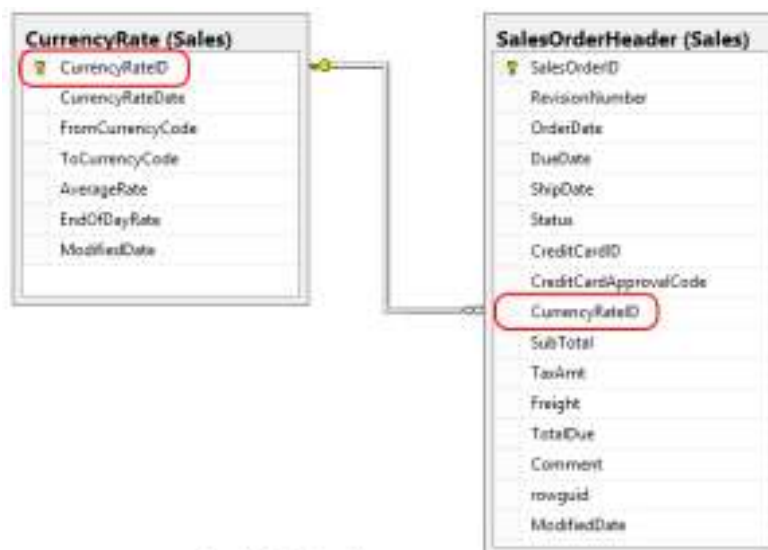 CurrencyRate (Sales)
CurrencyRateID
CurrencyRateDate
FromCurrencyCode
ToCurrencyCode
AverageRate
EndOfDayRate
ModifiedDate
SalesOrderHeader (Sales)
SalesOrderID
RevisionNumber
OrderDate
DueDate
ShipDate
Status
CreditCardID
CreditCardApprovalCode
CurrencyRateID
SubTotal
TaxAmt
Freight
TotalDue
Comment
rowguid
ModifiedDate